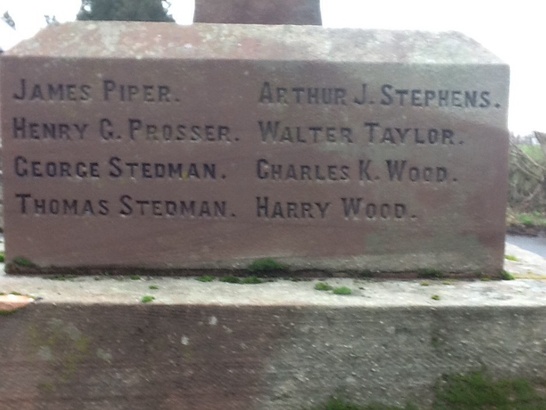 JAMES PIPER.
HENRY G. PROSSER.
GEORGE STEDMAN.
THOMAS STEDMAN.
ARTHUR J. STEPHENS.
WALTER TAYLOR.
CHARLES K. WOOD.
HARRY WOOD.